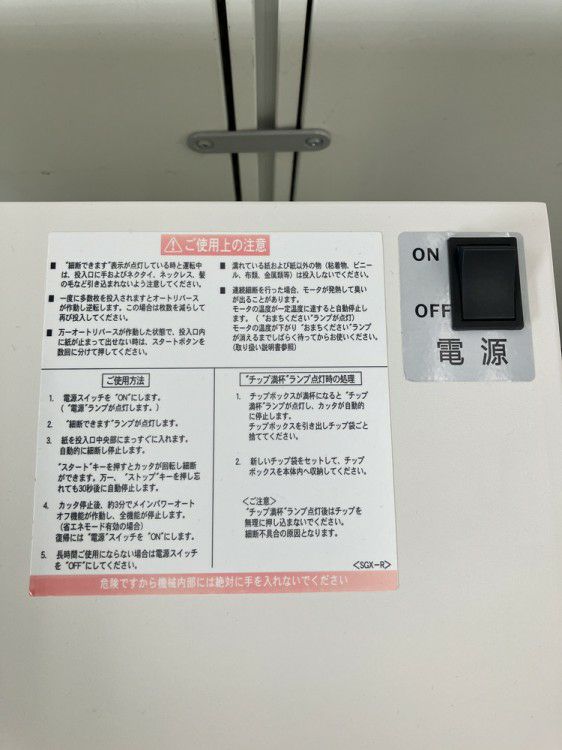 ⚠ご使用上の注意
■ "細断できます"表示が点灯している時と運転中
は、投入口に手およびネクタイ、ネックレス、髪
の毛など引き込まれないよう注意してください。
■ 一度に多数枚を投入されますとオートリバース
が作動し逆転します。この場合は枚数を減らして
再び投入してください。
■ 万一オートリバースが作動した状態で、投入口内
に紙が止まって出せない時は、スタートボタンを
数回に分けて押してください。
■ 濡れている紙および紙以外の物（粘着物、ビニー
ル、布類、金属類等）は投入しないでください。
■ 連続細断を行った場合、モータが発熱して臭い
が出ることがあります。
モータの温度が一定温度に達すると自動停止し
ます。（"おまちください"ランプが点灯）
モータの温度が下がり"おまちください"ランプ
が消えるまでしばらく待ってからお使いください。
（取り扱い説明書参照）
ご使用方法
1. 電源スイッチを"ON"にします。
（"電源"ランプが点灯します。）
2. "細断できます"ランプが点灯します。
3. 紙を投入口中央部にまっすぐに入れます。
自動的に細断し停止します。
"スタート"キーを押すとカッタが回転し細断
ができます。万一、"ストップ"キーを押し忘
れても30秒後に自動停止します。
4. カッタ停止後、約3分でメインパワーオート
オフ機能が作動し、全機能が停止します。
（省エネモード有効の場合）
復帰には"電源"スイッチを"ON"にします。
5. 長時間ご使用にならない場合は電源スイッチ
を"OFF"にしてください。
"チップ満杯"ランプ点灯時の処理
1. チップボックスが満杯になると"チップ
満杯"ランプが点灯し、カッタが自動的
に停止します。
チップボックスを引き出しチップ袋ごと
捨ててください。
2. 新しいチップ袋をセットして、チップ
ボックスを本体内へ収納してください。
＜ご注意＞
"チップ満杯"ランプ点灯後はチップを
無理に押し込まないでください。
細断不具合の原因となります。
＜SGX-R＞
危険ですから機械内部には絶対に手を入れないでください
ON
OFF
電源